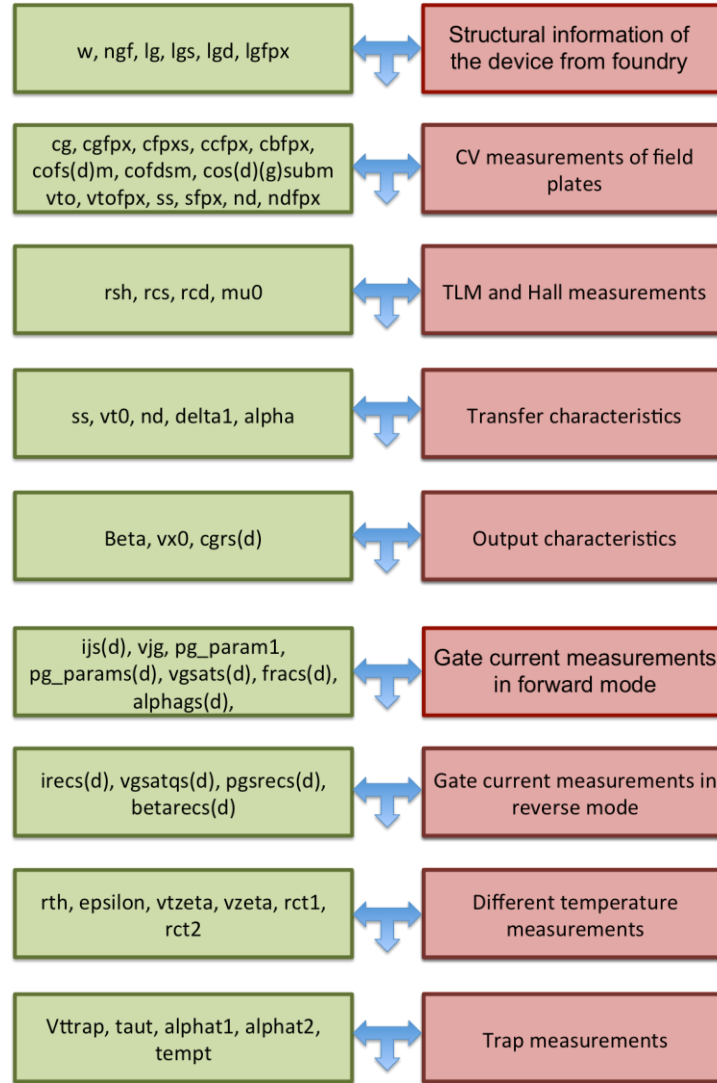 w, ngf, lg, lgs, lgd, lgfpx
Structural information of
the device from foundry
cg, cgfpx, cfpxs, ccfpx, cbfpx,
cofs(d)m, cofdsm, cos(d)(g)subm
vto, vtofpx, ss, sfpx, nd, ndfpx
CV measurements of field
plates
rsh, rcs, rcd, mu0
TLM and Hall measurements
ss, vt0, nd, delta1, alpha
Transfer characteristics
Beta, vx0, cgrs(d)
Output characteristics
ijs(d), vjg, pg_param1,
pg_params(d), vgsats(d), fracs(d),
alphags(d),
Gate current measurements
in forward mode
irecs(d), vgsatqs(d), pgsrecs(d),
betarecs(d)
Gate current measurements in
reverse mode
rth, epsilon, vtzeta, vzeta, rct1,
rct2
Different temperature
measurements
Vttrap, taut, alphat1, alphat2,
tempt
Trap measurements